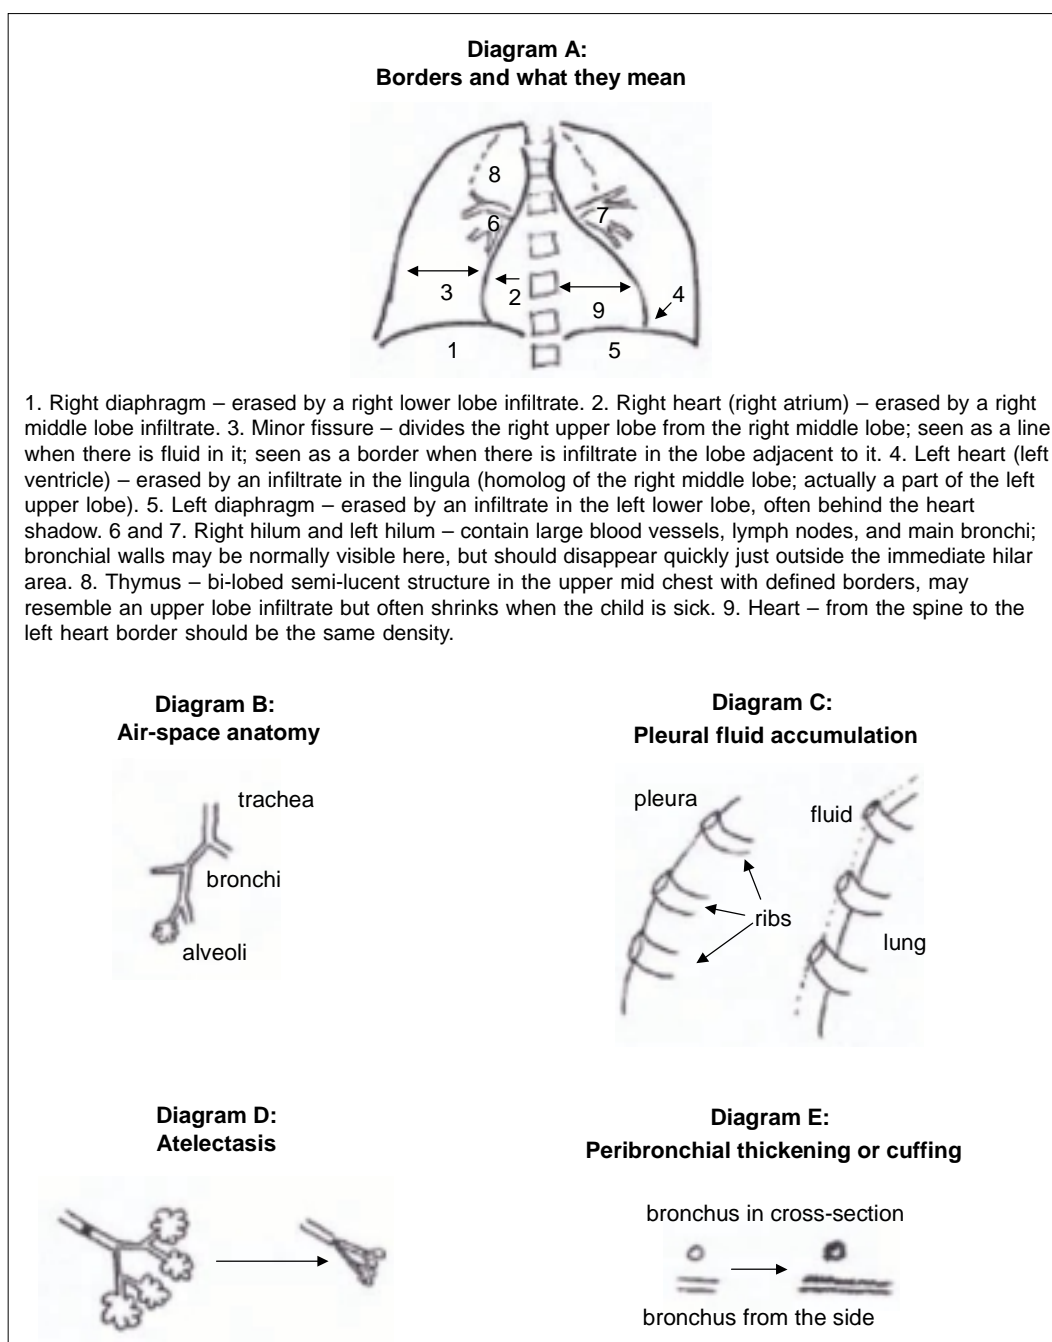 Diagram A:
Borders and what they mean
8
6
7
3
2
9
4
1
5
1. Right diaphragm – erased by a right lower lobe infiltrate. 2. Right heart (right atrium) – erased by a right
middle lobe infiltrate. 3. Minor fissure – divides the right upper lobe from the right middle lobe; seen as a line
when there is fluid in it; seen as a border when there is infiltrate in the lobe adjacent to it. 4. Left heart (left
ventricle) – erased by an infiltrate in the lingula (homolog of the right middle lobe; actually a part of the left
upper lobe). 5. Left diaphragm – erased by an infiltrate in the left lower lobe, often behind the heart
shadow. 6 and 7. Right hilum and left hilum – contain large blood vessels, lymph nodes, and main bronchi;
bronchial walls may be normally visible here, but should disappear quickly just outside the immediate hilar
area. 8. Thymus – bi-lobed semi-lucent structure in the upper mid chest with defined borders, may
resemble an upper lobe infiltrate but often shrinks when the child is sick. 9. Heart – from the spine to the
left heart border should be the same density.
Diagram B:
Air-space anatomy
trachea
bronchi
alveoli
Diagram C:
Pleural fluid accumulation
pleura
fluid
ribs
lung
Diagram D:
Atelectasis
Diagram E:
Peribronchial thickening or cuffing
bronchus in cross-section
bronchus from the side